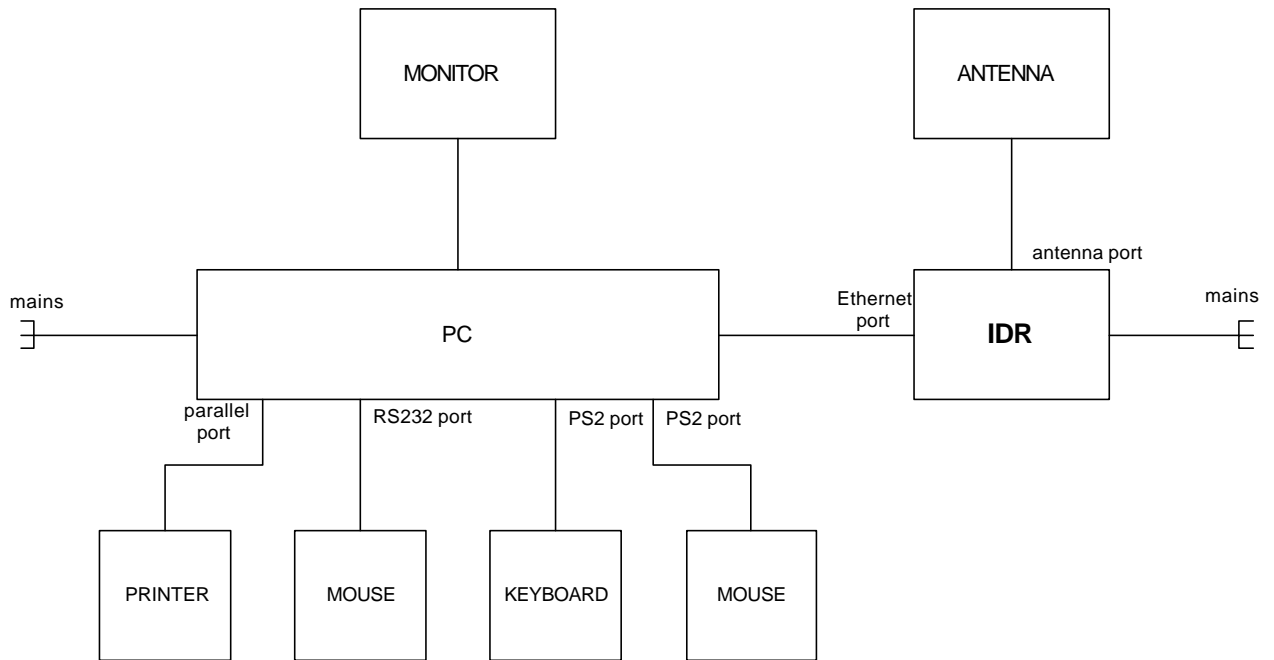 MONITOR
ANTENNA
antenna port
mains
PC
Ethernet
port
IDR
mains
parallel
port
RS232 port
PS2 port
PS2 port
PRINTER
MOUSE
KEYBOARD
MOUSE